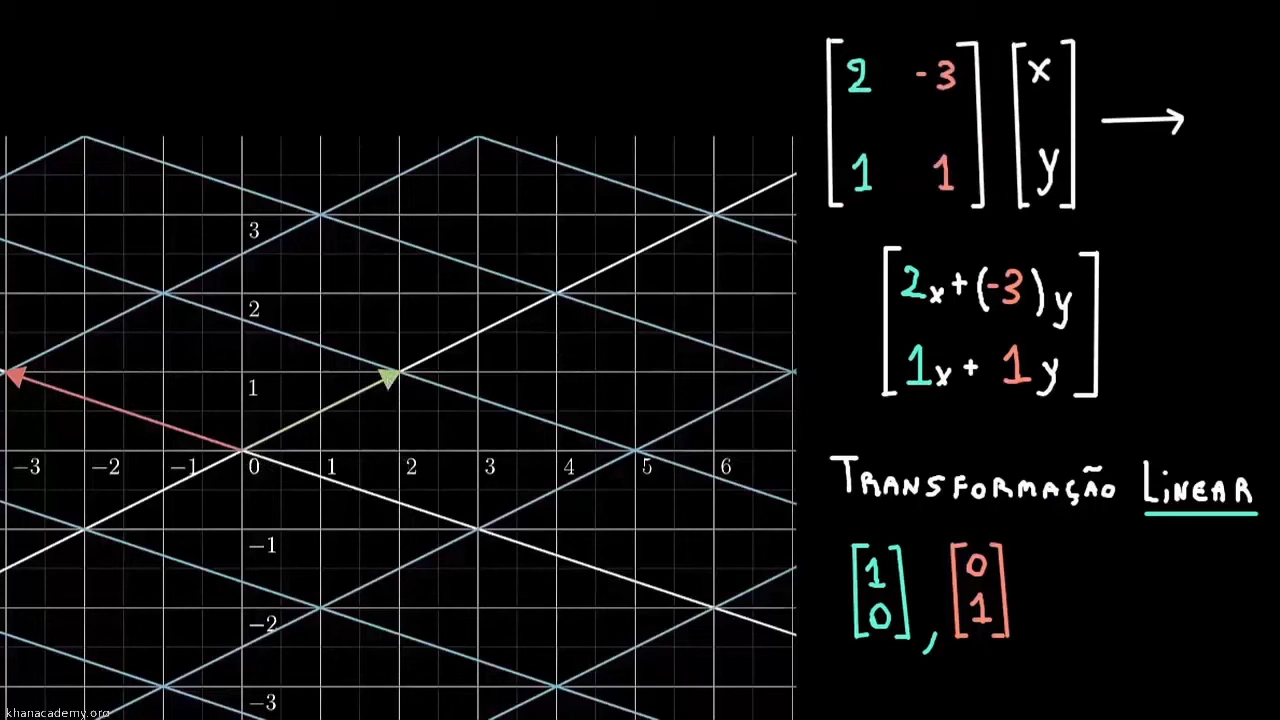 [2 -3] [x]
[1 1] [y] →
[2x+(-3)y]
[1x+ 1y]
3
2
1
−3 −2 −1 0 1 2 3 4 5 6
−1
−2
−3
TRANSFORMAÇÃO LINEAR
[1] , [0]
[0] [1]
khanacademy.org